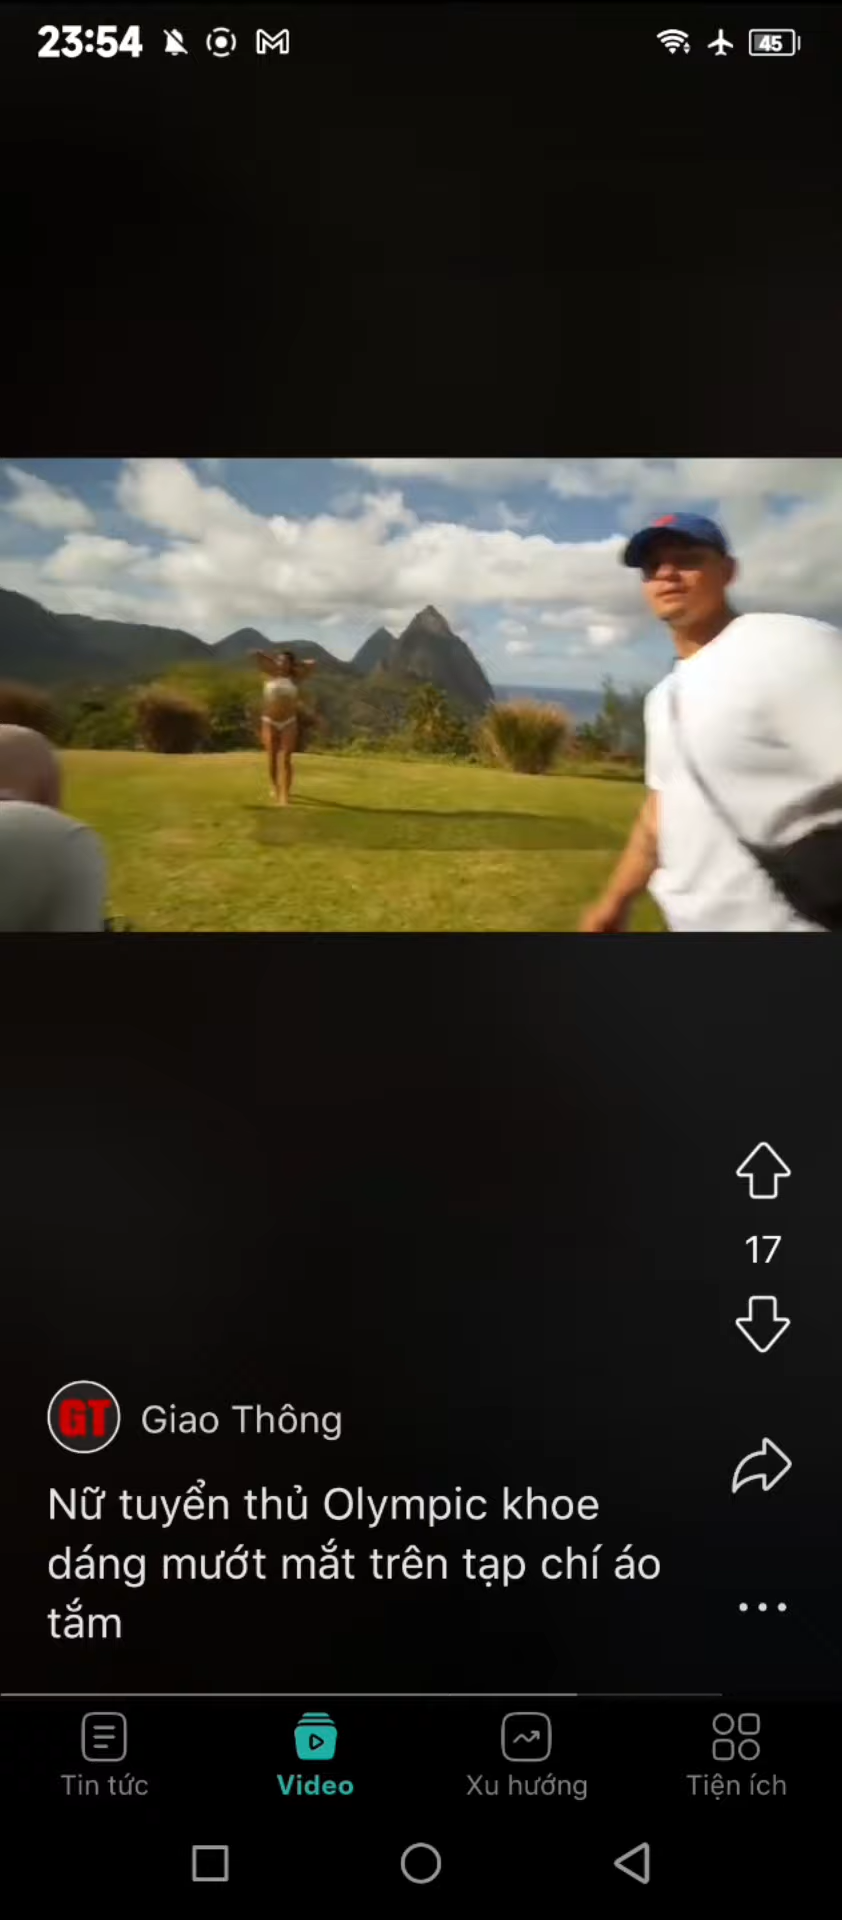 23:54
45
17
GT Giao Thông
Nữ tuyển thủ Olympic khoe
dáng mướt mắt trên tạp chí áo
tắm
Tin tức
Video
Xu hướng
Tiện ích